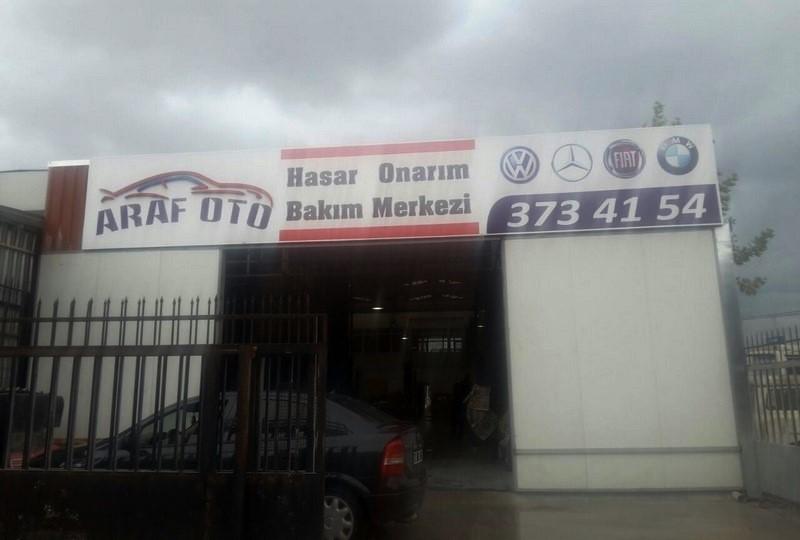 ARAF OTO
Hasar Onarım
Bakım Merkezi
FIAT
BMW
373 41 54